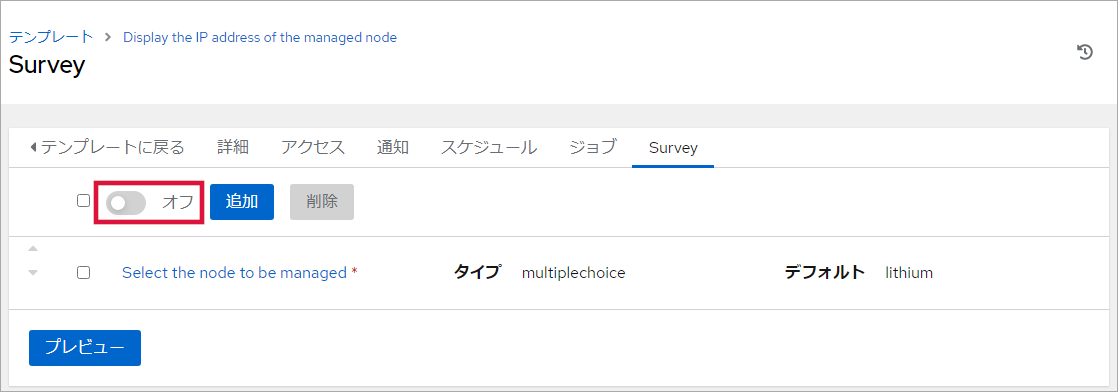 テンプレート > Display the IP address of the managed node
Survey
テンプレートに戻る 詳細 アクセス 通知 スケジュール ジョブ Survey
オフ 追加 削除
Select the node to be managed * タイプ multiplechoice デフォルト lithium
プレビュー